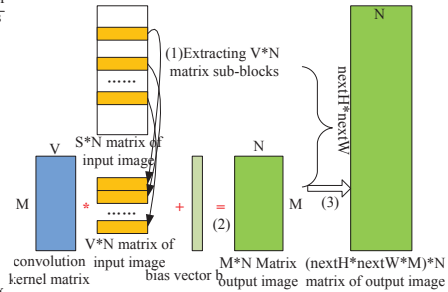 N
(1)Extracting V*N
matrix sub-blocks
......
nextH*nextW
S*N matrix of
input image
V
N
M
*
......
+
=
(2)
M
(3)
V*N matrix of
input image
convolution
kernel matrix
bias vector b
M*N Matrix
output image
(nextH*nextW*M)*N
matrix of output image